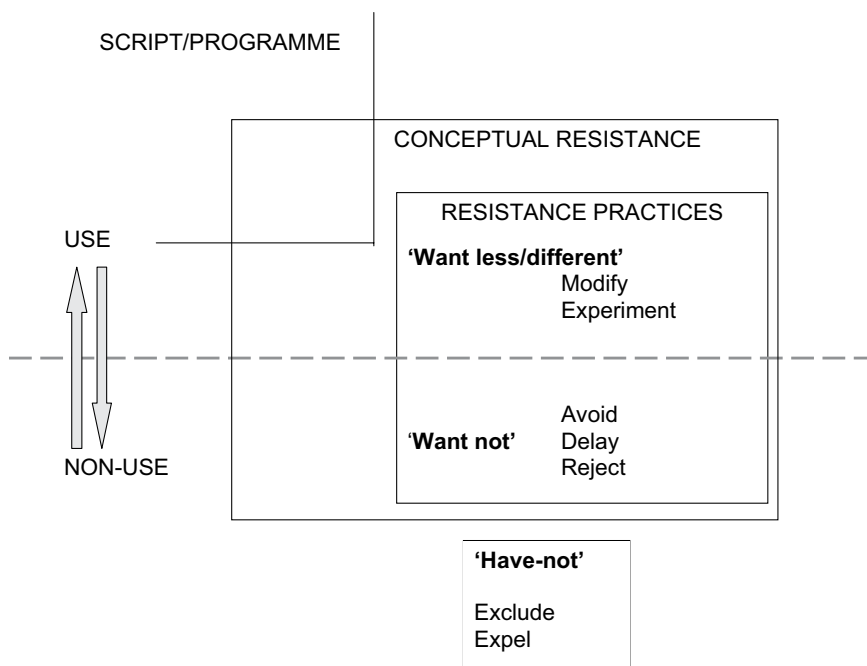 SCRIPT/PROGRAMME
CONCEPTUAL RESISTANCE
RESISTANCE PRACTICES
USE
‘Want less/different’
Modify
Experiment
Avoid
‘Want not’ Delay
NON-USE Reject
‘Have-not’
Exclude
Expel